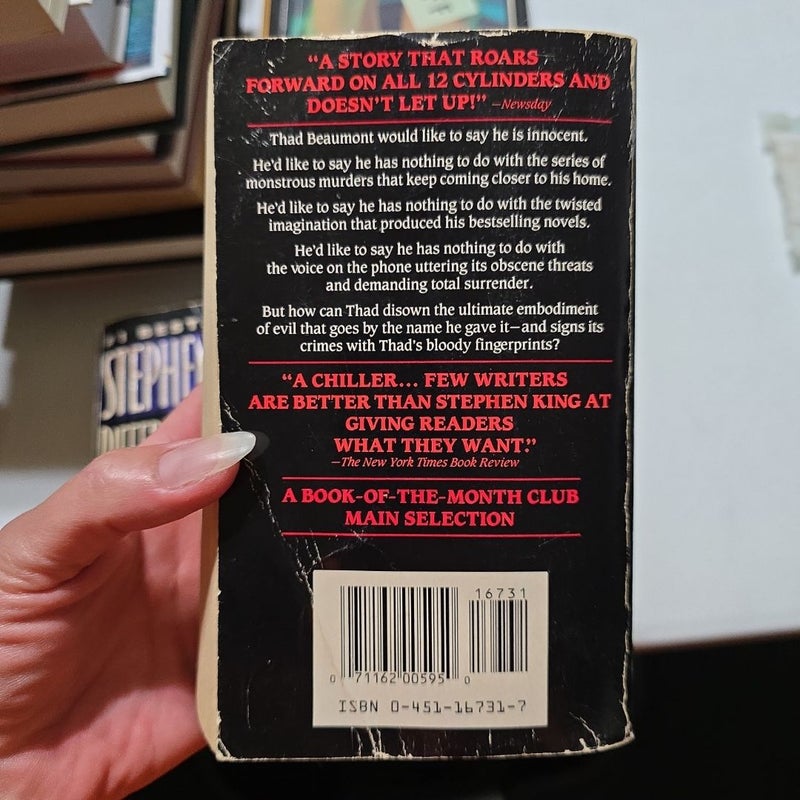 “A STORY THAT ROARS
FORWARD ON ALL 12 CYLINDERS AND
DOESN'T LET UP!” —Newsday
Thad Beaumont would like to say he is innocent.
He'd like to say he has nothing to do with the series of
monstrous murders that keep coming closer to his home.
He'd like to say he has nothing to do with the twisted
imagination that produced his bestselling novels.
He'd like to say he has nothing to do with
the voice on the phone uttering its obscene threats
and demanding total surrender.
But how can Thad disown the ultimate embodiment
of evil that goes by the name he gave it—and signs its
crimes with Thad's bloody fingerprints?
“A CHILLER... FEW WRITERS
ARE BETTER THAN STEPHEN KING AT
GIVING READERS
WHAT THEY WANT.”
—The New York Times Book Review
A BOOK-OF-THE-MONTH CLUB
MAIN SELECTION
16731
0 71162 00595 0
ISBN 0-451-16731-7
STEPHEN